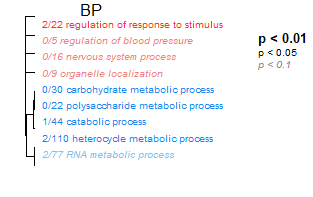 BP
2/22 regulation of response to stimulus
0/5 regulation of blood pressure
0/16 nervous system process
0/9 organelle localization
0/30 carbohydrate metabolic process
0/22 polysaccharide metabolic process
1/44 catabolic process
2/110 heterocycle metabolic process
2/77 RNA metabolic process
p < 0.01
p < 0.05
p < 0.1